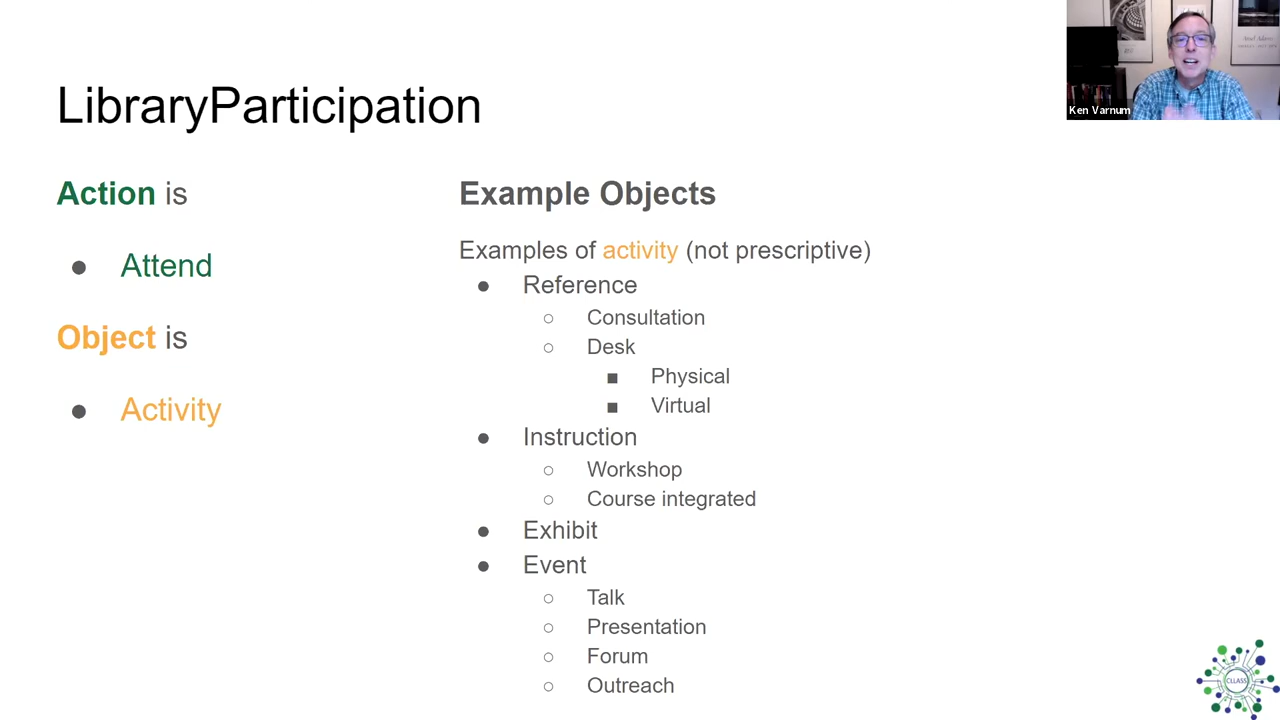 LibraryParticipation
Action is
● Attend
Object is
● Activity
Example Objects
Examples of activity (not prescriptive)
● Reference
○ Consultation
○ Desk
■ Physical
■ Virtual
● Instruction
○ Workshop
○ Course integrated
● Exhibit
● Event
○ Talk
○ Presentation
○ Forum
○ Outreach
Ken Varnum
CLLASS